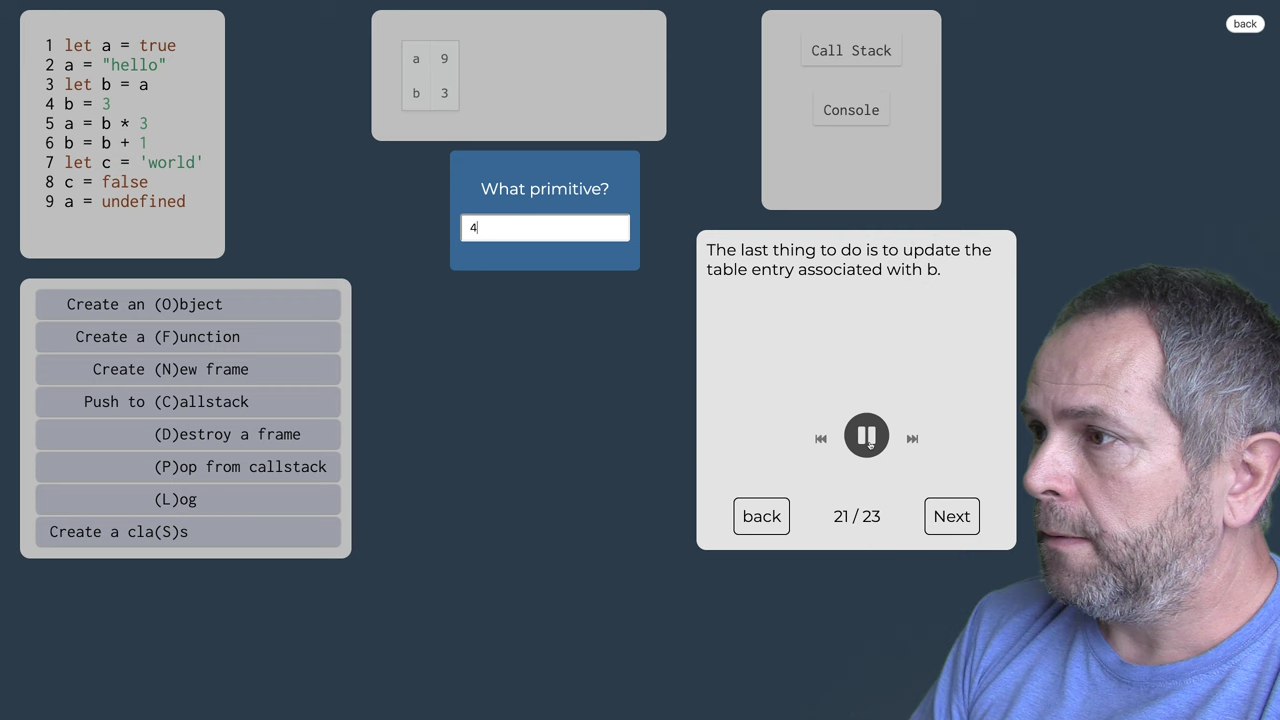 1 let a = true
2 a = "hello"
3 let b = a
4 b = 3
5 a = b * 3
6 b = b + 1
7 let c = 'world'
8 c = false
9 a = undefined
Create an (O)bject
Create a (F)unction
Create (N)ew frame
Push to (C)allstack
(D)estroy a frame
(P)op from callstack
(L)og
Create a cla(S)s
a 9
b 3
What primitive?
4
Call Stack
Console
back
The last thing to do is to update the
table entry associated with b.
back
21 / 23
Next